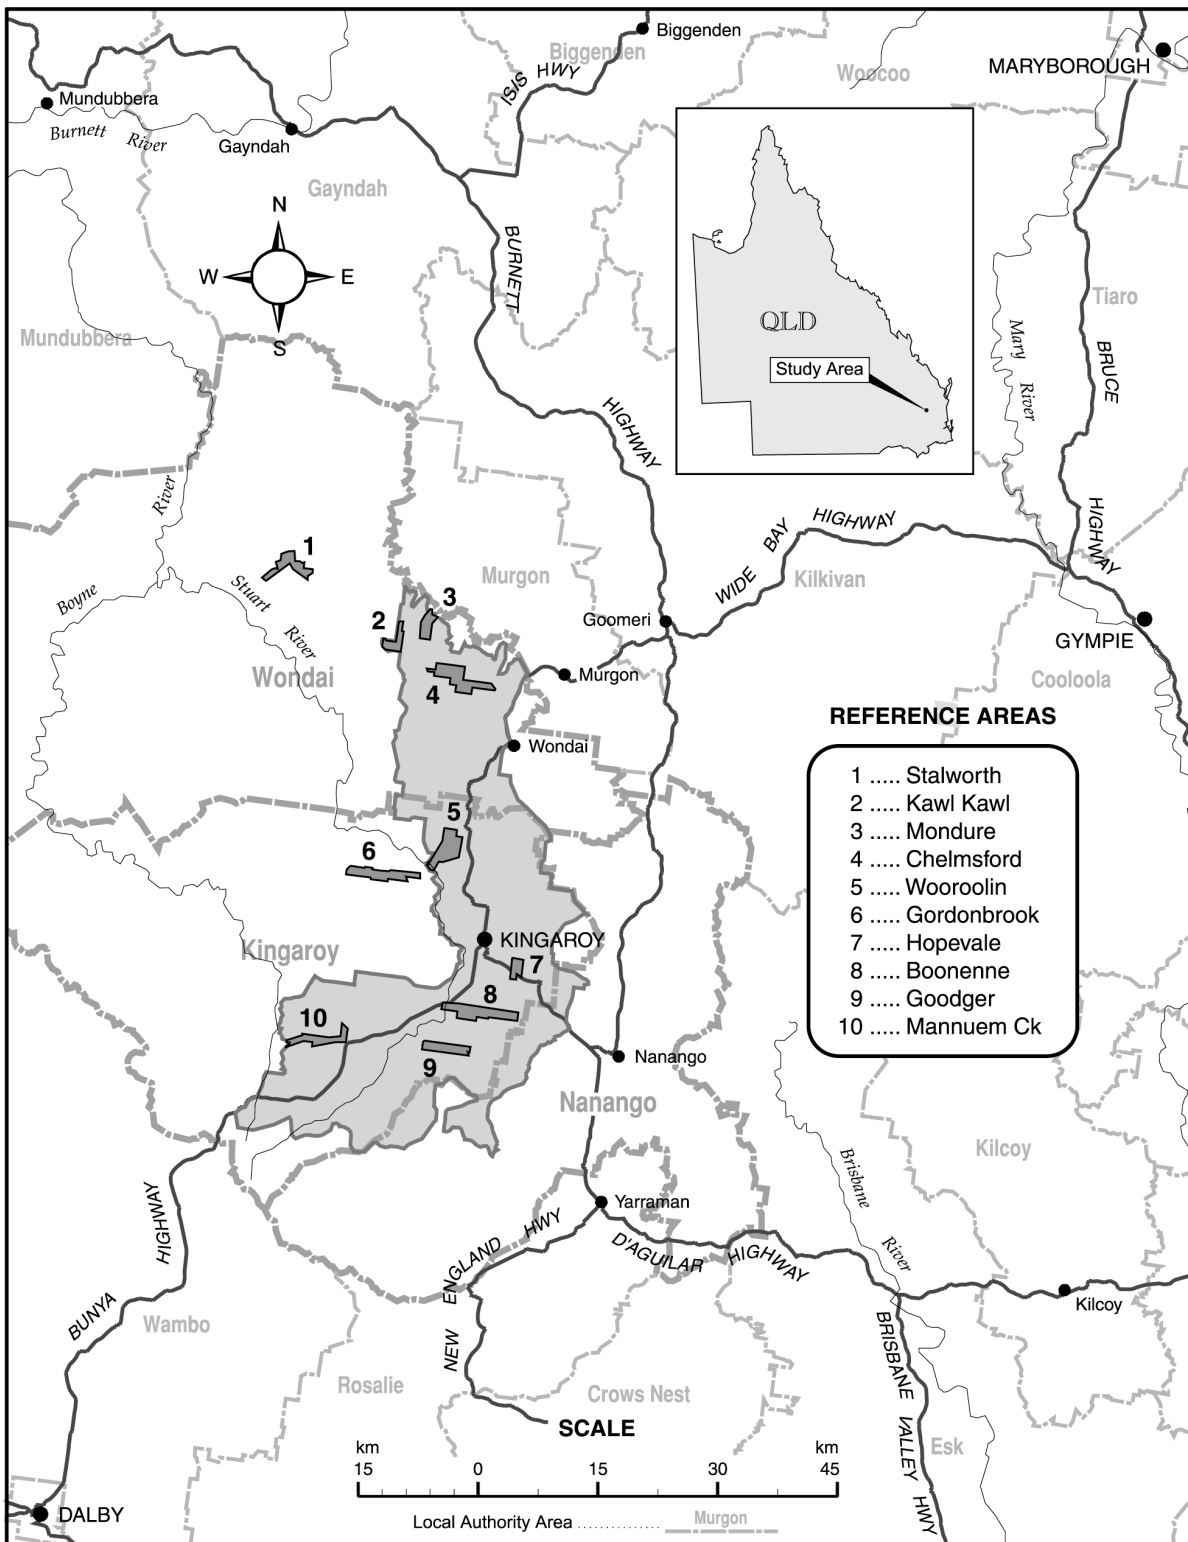 Biggenden
Biggenden
ISIS HWY
Woocoo
MARYBOROUGH
Mundubbera
Burnett River
Gayndah
Gayndah
N
W E
S
BURNETT
HIGHWAY
Mundubbera
QLD
Study Area
Tiaro
Mary River
BRUCE
HIGHWAY
River
WIDE BAY HIGHWAY
1
Boyne
Stuart River
Murgon
Kilkivan
3
2
Goomeri
GYMPIE
Wondai
4
Murgon
Cooloola
Wondai
REFERENCE AREAS
1 ..... Stalworth
2 ..... Kawl Kawl
3 ..... Mondure
4 ..... Chelmsford
5 ..... Wooroolin
6 ..... Gordonbrook
7 ..... Hopevale
8 ..... Boonenne
9 ..... Goodger
10 ..... Mannuem Ck
5
6
Kingaroy
KINGAROY
7
8
10
9
Nanango
Nanango
Kilcoy
Brisbane River
Yarraman
HIGHWAY
BUNYA
NEW ENGLAND HWY
D'AGUILAR HIGHWAY
Kilcoy
Wambo
BRISBANE VALLEY HWY
Rosalie
Crows Nest
Esk
SCALE
km km
15 0 15 30 45
DALBY
Local Authority Area .............. Murgon